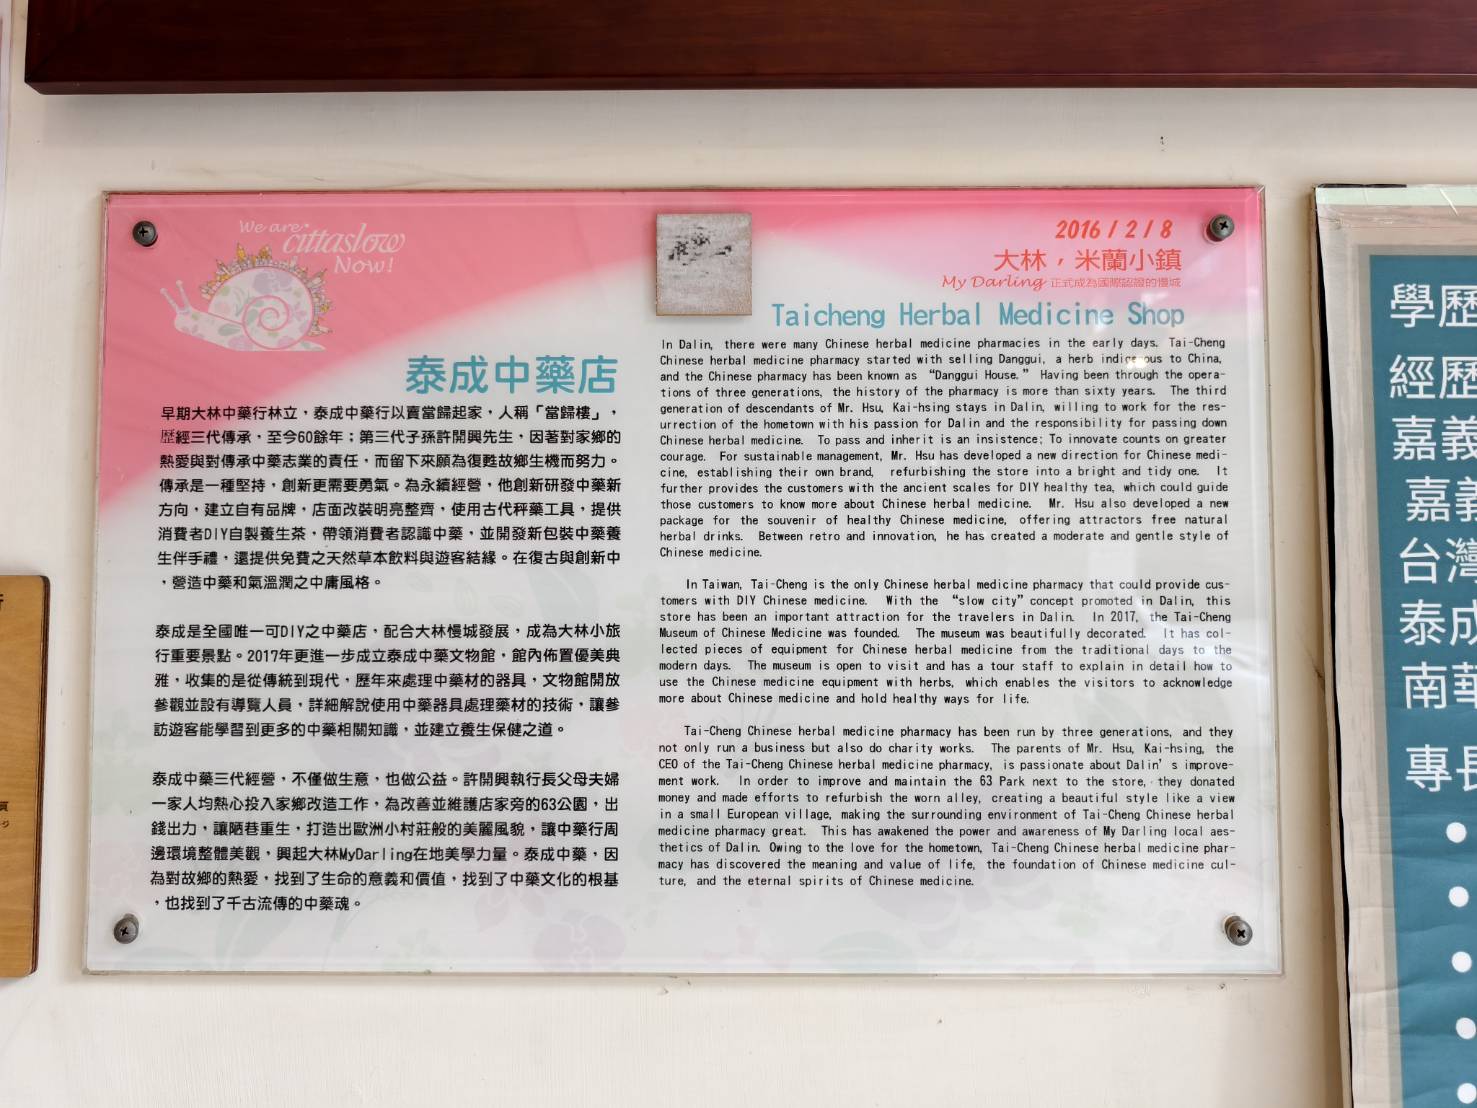 We are
cittaslow
Now!
2016 / 2 / 8
大林，米蘭小鎮
My Darling 正式成為國際認證的慢城
泰成中藥店
早期大林中藥行林立，泰成中藥行以賣當歸起家，人稱「當歸樓」，
歷經三代傳承，至今60餘年；第三代子孫許開興先生，因著對家鄉的
熱愛與對傳承中藥志業的責任，而留下來願為復甦故鄉生機而努力。
傳承是一種堅持，創新更需要勇氣。為永續經營，他創新研發中藥新
方向，建立自有品牌，店面改裝明亮整齊，使用古代秤藥工具，提供
消費者DIY自製養生茶，帶領消費者認識中藥，並開發新包裝中藥養
生伴手禮，還提供免費之天然草本飲料與遊客結緣。在復古與創新中
，營造中藥和氣溫潤之中庸風格。
泰成是全國唯一可DIY之中藥店，配合大林慢城發展，成為大林小旅
行重要景點。2017年更進一步成立泰成中藥文物館，館內佈置優美典
雅，收集的是從傳統到現代，歷年來處理中藥材的器具，文物館開放
參觀並設有導覽人員，詳細解說使用中藥器具處理藥材的技術，讓參
訪遊客能學習到更多的中藥相關知識，並建立養生保健之道。
泰成中藥三代經營，不僅做生意，也做公益。許開興執行長父母夫婦
一家人均熱心投入家鄉改造工作，為改善並維護店家旁的63公園，出
錢出力，讓陋巷重生，打造出歐洲小村莊般的美麗風貌，讓中藥行周
邊環境整體美觀，興起大林MyDarling在地美學力量。泰成中藥，因
為對故鄉的熱愛，找到了生命的意義和價值，找到了中藥文化的根基
，也找到了千古流傳的中藥魂。
Taicheng Herbal Medicine Shop
In Dalin, there were many Chinese herbal medicine pharmacies in the early days. Tai-Cheng
Chinese herbal medicine pharmacy started with selling Danggui, a herb indigenous to China,
and the Chinese pharmacy has been known as “Danggui House.” Having been through the opera-
tions of three generations, the history of the pharmacy is more than sixty years. The third
generation of descendants of Mr. Hsu, Kai-hsing stays in Dalin, willing to work for the res-
urrection of the hometown with his passion for Dalin and the responsibility for passing down
Chinese herbal medicine. To pass and inherit is an insistence; To innovate counts on greater
courage. For sustainable management, Mr. Hsu has developed a new direction for Chinese medi-
cine, establishing their own brand, refurbishing the store into a bright and tidy one. It
further provides the customers with the ancient scales for DIY healthy tea, which could guide
those customers to know more about Chinese herbal medicine. Mr. Hsu also developed a new
package for the souvenir of healthy Chinese medicine, offering attractors free natural
herbal drinks. Between retro and innovation, he has created a moderate and gentle style of
Chinese medicine.
In Taiwan, Tai-Cheng is the only Chinese herbal medicine pharmacy that could provide cus-
tomers with DIY Chinese medicine. With the “slow city” concept promoted in Dalin, this
store has been an important attraction for the travelers in Dalin. In 2017, the Tai-Cheng
Museum of Chinese Medicine was founded. The museum was beautifully decorated. It has col-
lected pieces of equipment for Chinese herbal medicine from the traditional days to the
modern days. The museum is open to visit and has a tour staff to explain in detail how to
use the Chinese medicine equipment with herbs, which enables the visitors to acknowledge
more about Chinese medicine and hold healthy ways for life.
Tai-Cheng Chinese herbal medicine pharmacy has been run by three generations, and they
not only run a business but also do charity works. The parents of Mr. Hsu, Kai-hsing, the
CEO of the Tai-Cheng Chinese herbal medicine pharmacy, is passionate about Dalin’s improve-
ment work. In order to improve and maintain the 63 Park next to the store, they donated
money and made efforts to refurbish the worn alley, creating a beautiful style like a view
in a small European village, making the surrounding environment of Tai-Cheng Chinese herbal
medicine pharmacy great. This has awakened the power and awareness of My Darling local aes-
thetics of Dalin. Owing to the love for the hometown, Tai-Cheng Chinese herbal medicine phar-
macy has discovered the meaning and value of life, the foundation of Chinese medicine cul-
ture, and the eternal spirits of Chinese medicine.
學歷
經歷
嘉義
嘉義
台灣
泰成
南華
專長